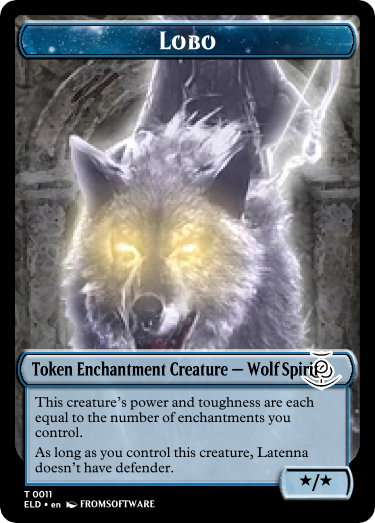 Lobo
Token Enchantment Creature — Wolf Spirit
This creature's power and toughness are each
equal to the number of enchantments you
control.
As long as you control this creature, Latenna
doesn't have defender.
★/★
T 0011
ELD • en FROMSOFTWARE